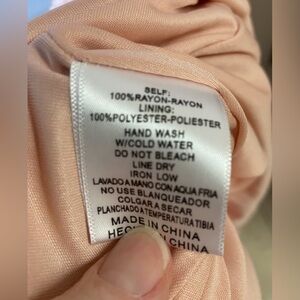 SELF:
100%RAYON-RAYON
LINING:
100%POLYESTER-POLIESTER
HAND WASH
W/COLD WATER
DO NOT BLEACH
LINE DRY
IRON LOW
LAVADO A MANO CON AQUA FRIA
NO USE BLANQUEADOR
COLGAR A SECAR
PLANCHADO A TEMPERATURA TIBIA
MADE IN CHINA
CHINA